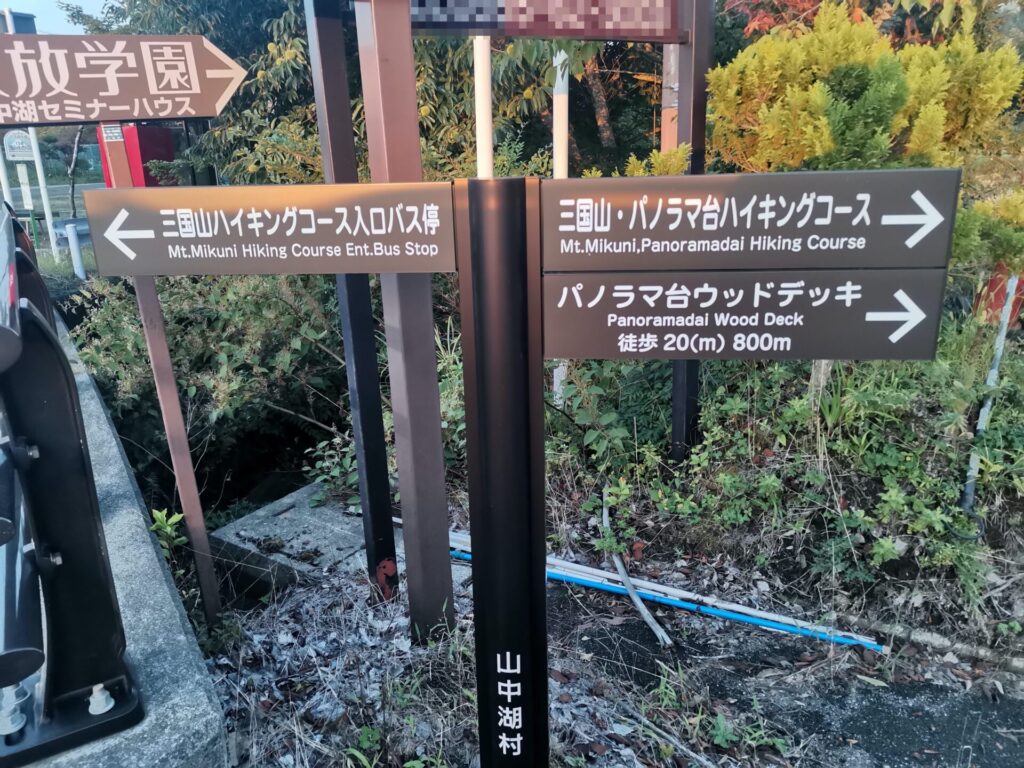 放学園
中湖セミナーハウス
三国山ハイキングコース入口バス停
Mt.Mikuni Hiking Course Ent.Bus Stop
三国山・パノラマ台ハイキングコース
Mt.Mikuni,Panoramadai Hiking Course
パノラマ台ウッドデッキ
Panoramadai Wood Deck
徒歩 20(m) 800m
山中湖村